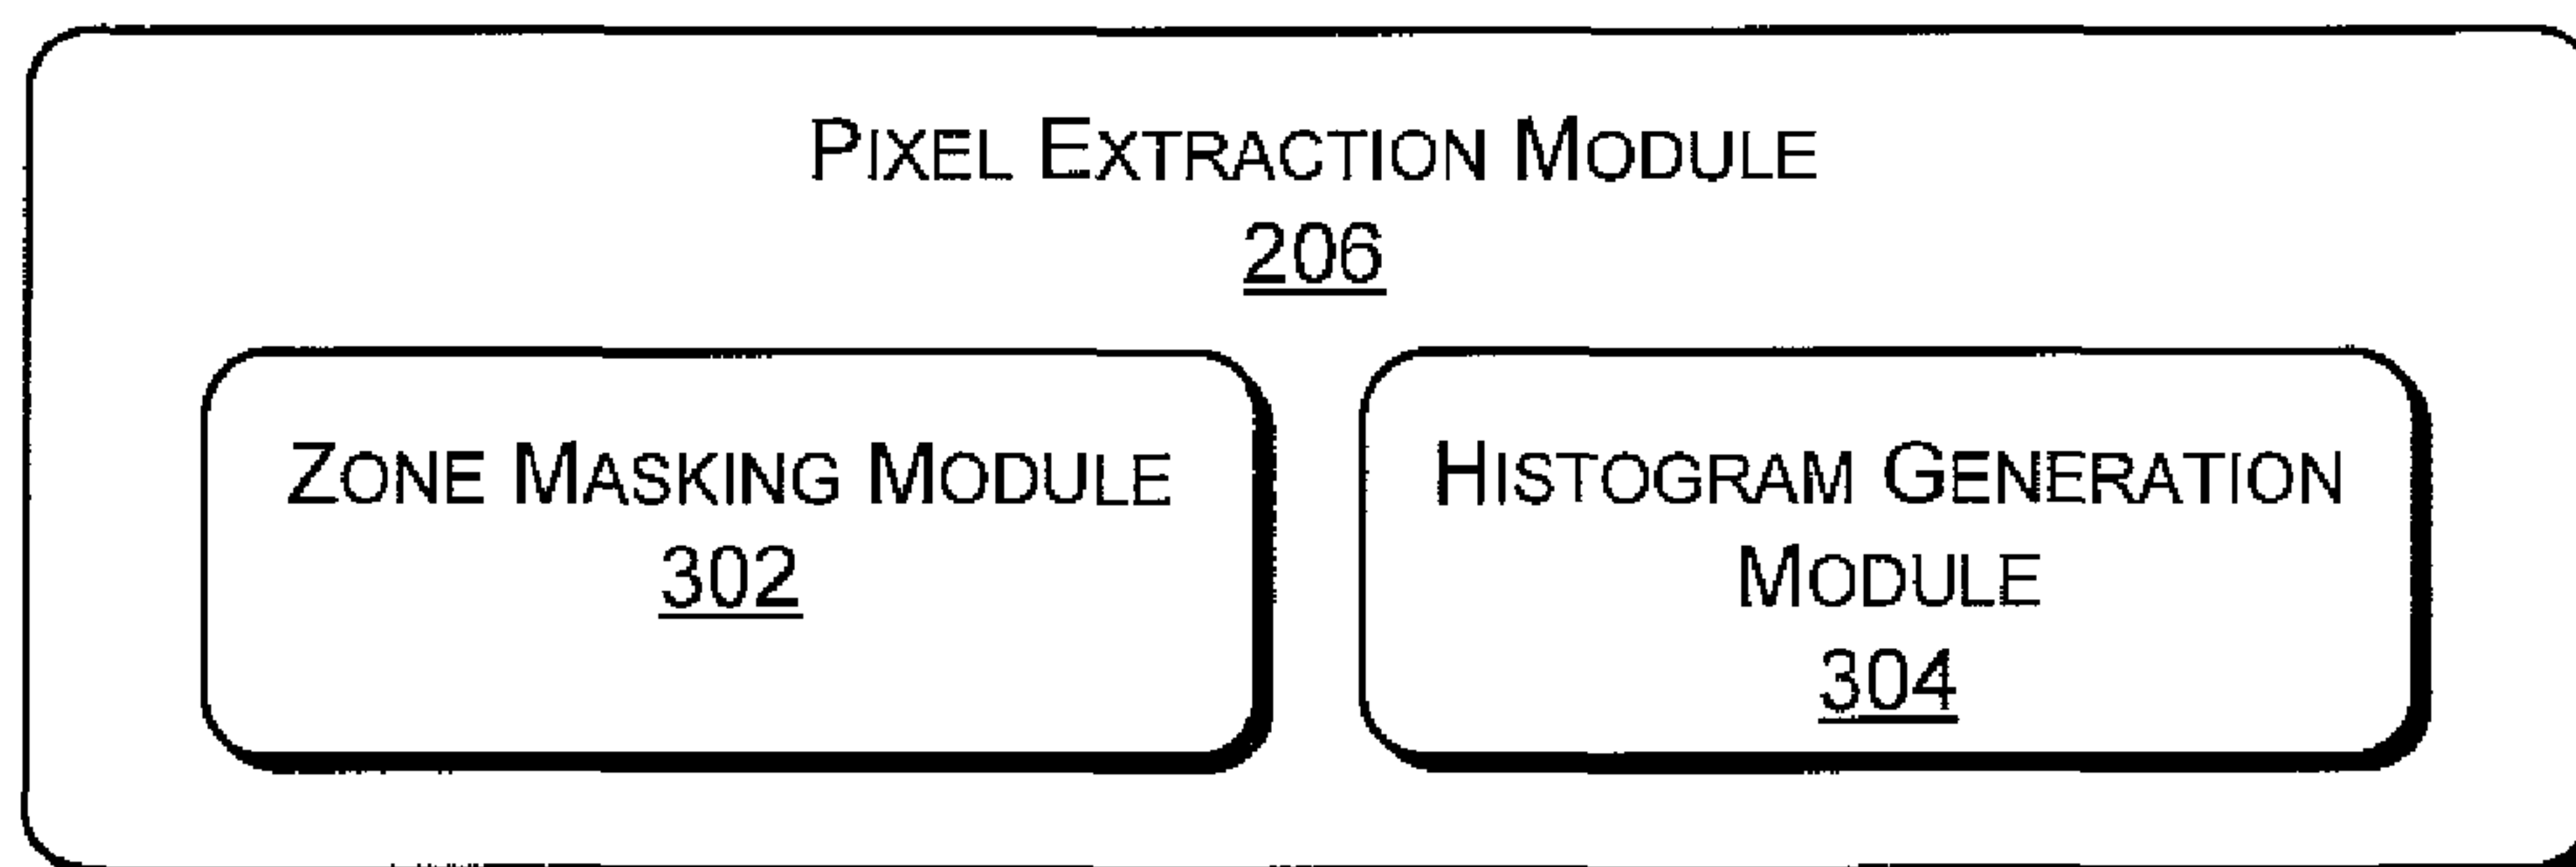 PIXEL EXTRACTION MODULE
206
ZONE MASKING MODULE
302
HISTOGRAM GENERATION
MODULE
304